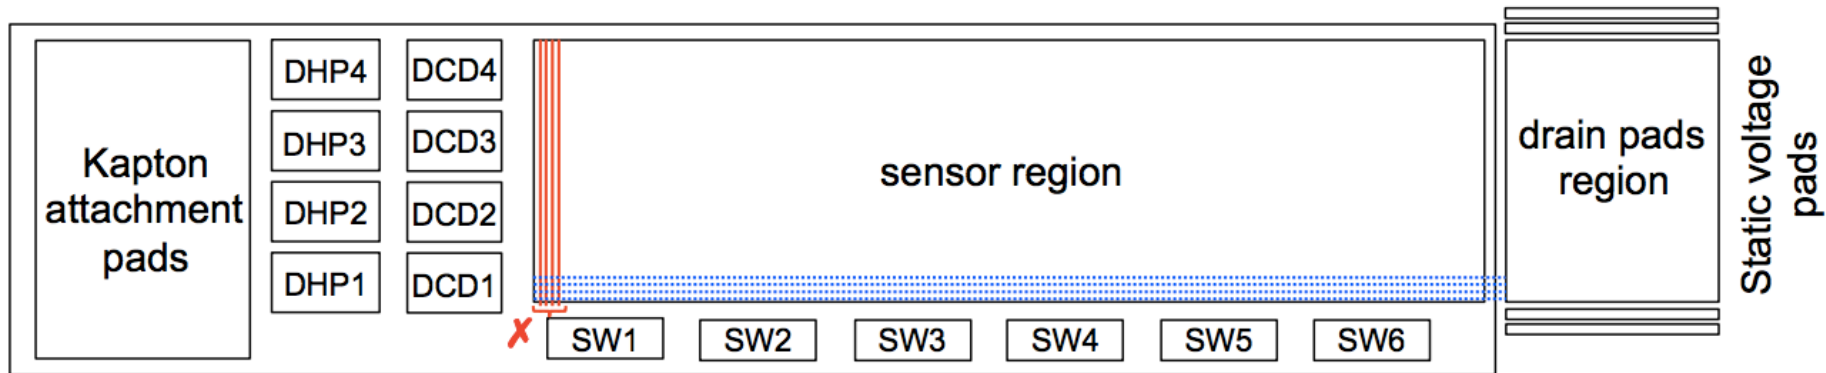 Kapton
attachment
pads
DHP4
DHP3
DHP2
DHP1
DCD4
DCD3
DCD2
DCD1
sensor region
✗
SW1
SW2
SW3
SW4
SW5
SW6
drain pads
region
Static voltage
pads